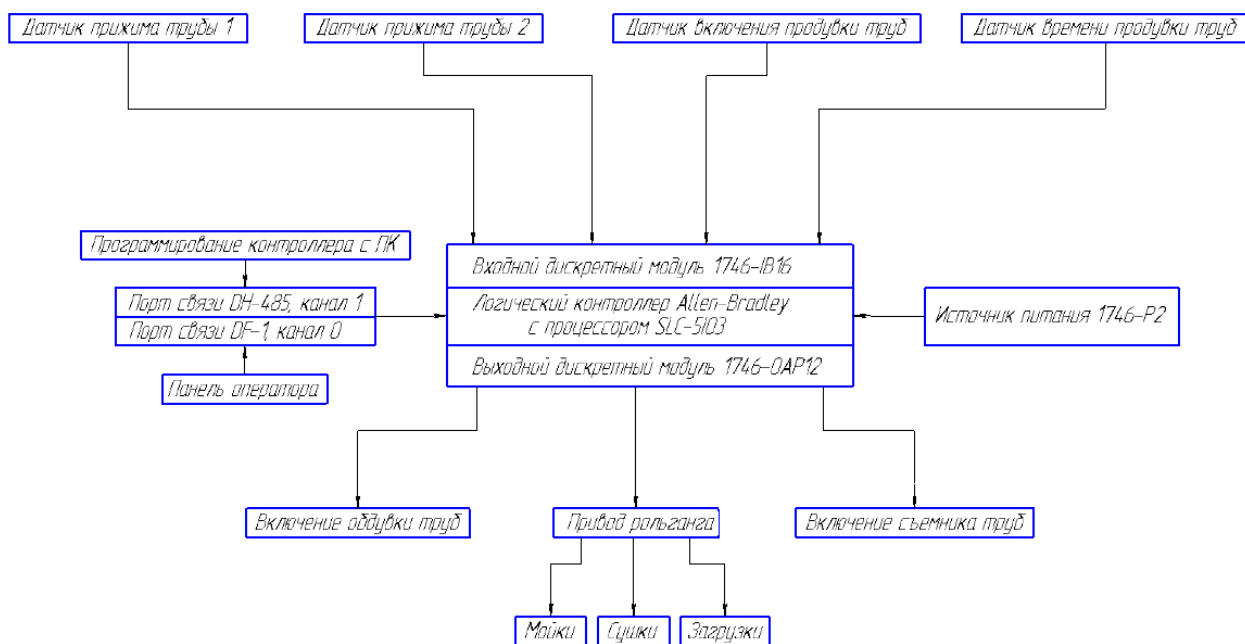 Датчик прижима трубы 1
Датчик прижима трубы 2
Датчик включения продувки труб
Датчик времени продувки труб
Программирование контроллера с ПК
Порт связи DH-485, канал 1
Порт связи DF-1, канал 0
Панель оператора
Входной дискретный модуль 1746-IB16
Логический контроллер Allen-Bradley
с процессором SLC-5103
Выходной дискретный модуль 1746-OAP12
Источник питания 1746-P2
Включение обдувки труб
Привод рольганга
Включение съемника труб
Мойки
Сушки
Загрузки